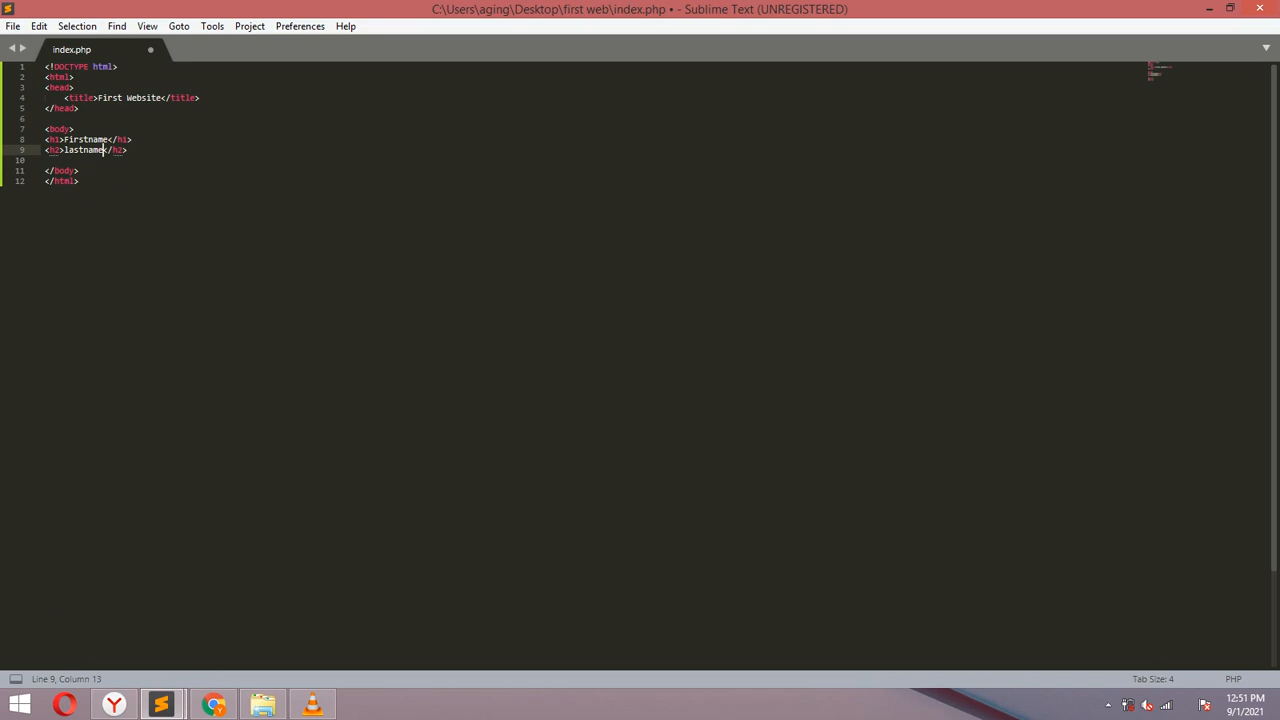 C:\Users\aging\Desktop\first web\index.php • - Sublime Text (UNREGISTERED)
File Edit Selection Find View Goto Tools Project Preferences Help
index.php
1 <!DOCTYPE html>
2 <html>
3 <head>
4 <title>First Website</title>
5 </head>
6
7 <body>
8 <h1>Firstname</h1>
9 <h2>lastname</h2>
10
11 </body>
12 </html>
Line 9, Column 13
Tab Size: 4
PHP
12:51 PM
9/1/2021